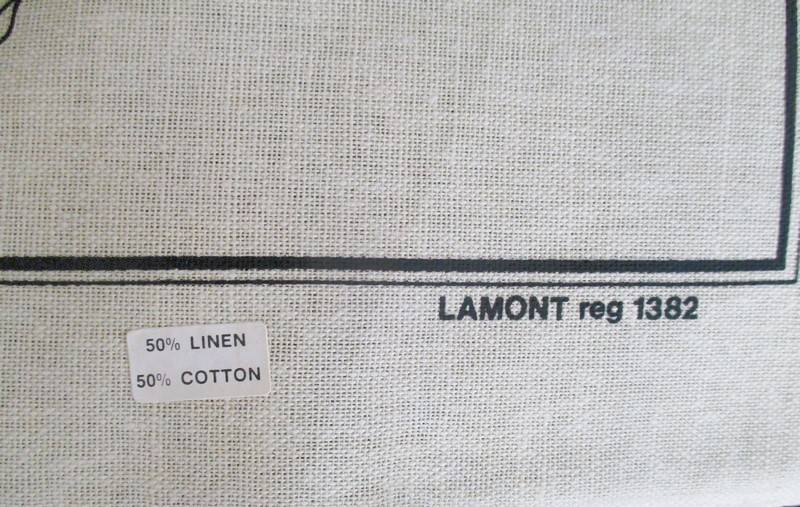 LAMONT reg 1382
50% LINEN
50% COTTON